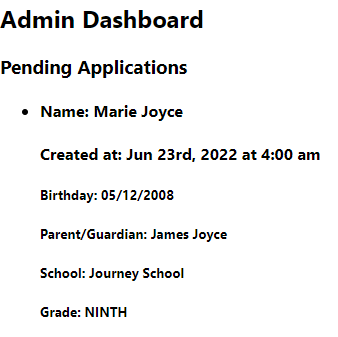 Admin Dashboard
Pending Applications
Name: Marie Joyce
Created at: Jun 23rd, 2022 at 4:00 am
Birthday: 05/12/2008
Parent/Guardian: James Joyce
School: Journey School
Grade: NINTH